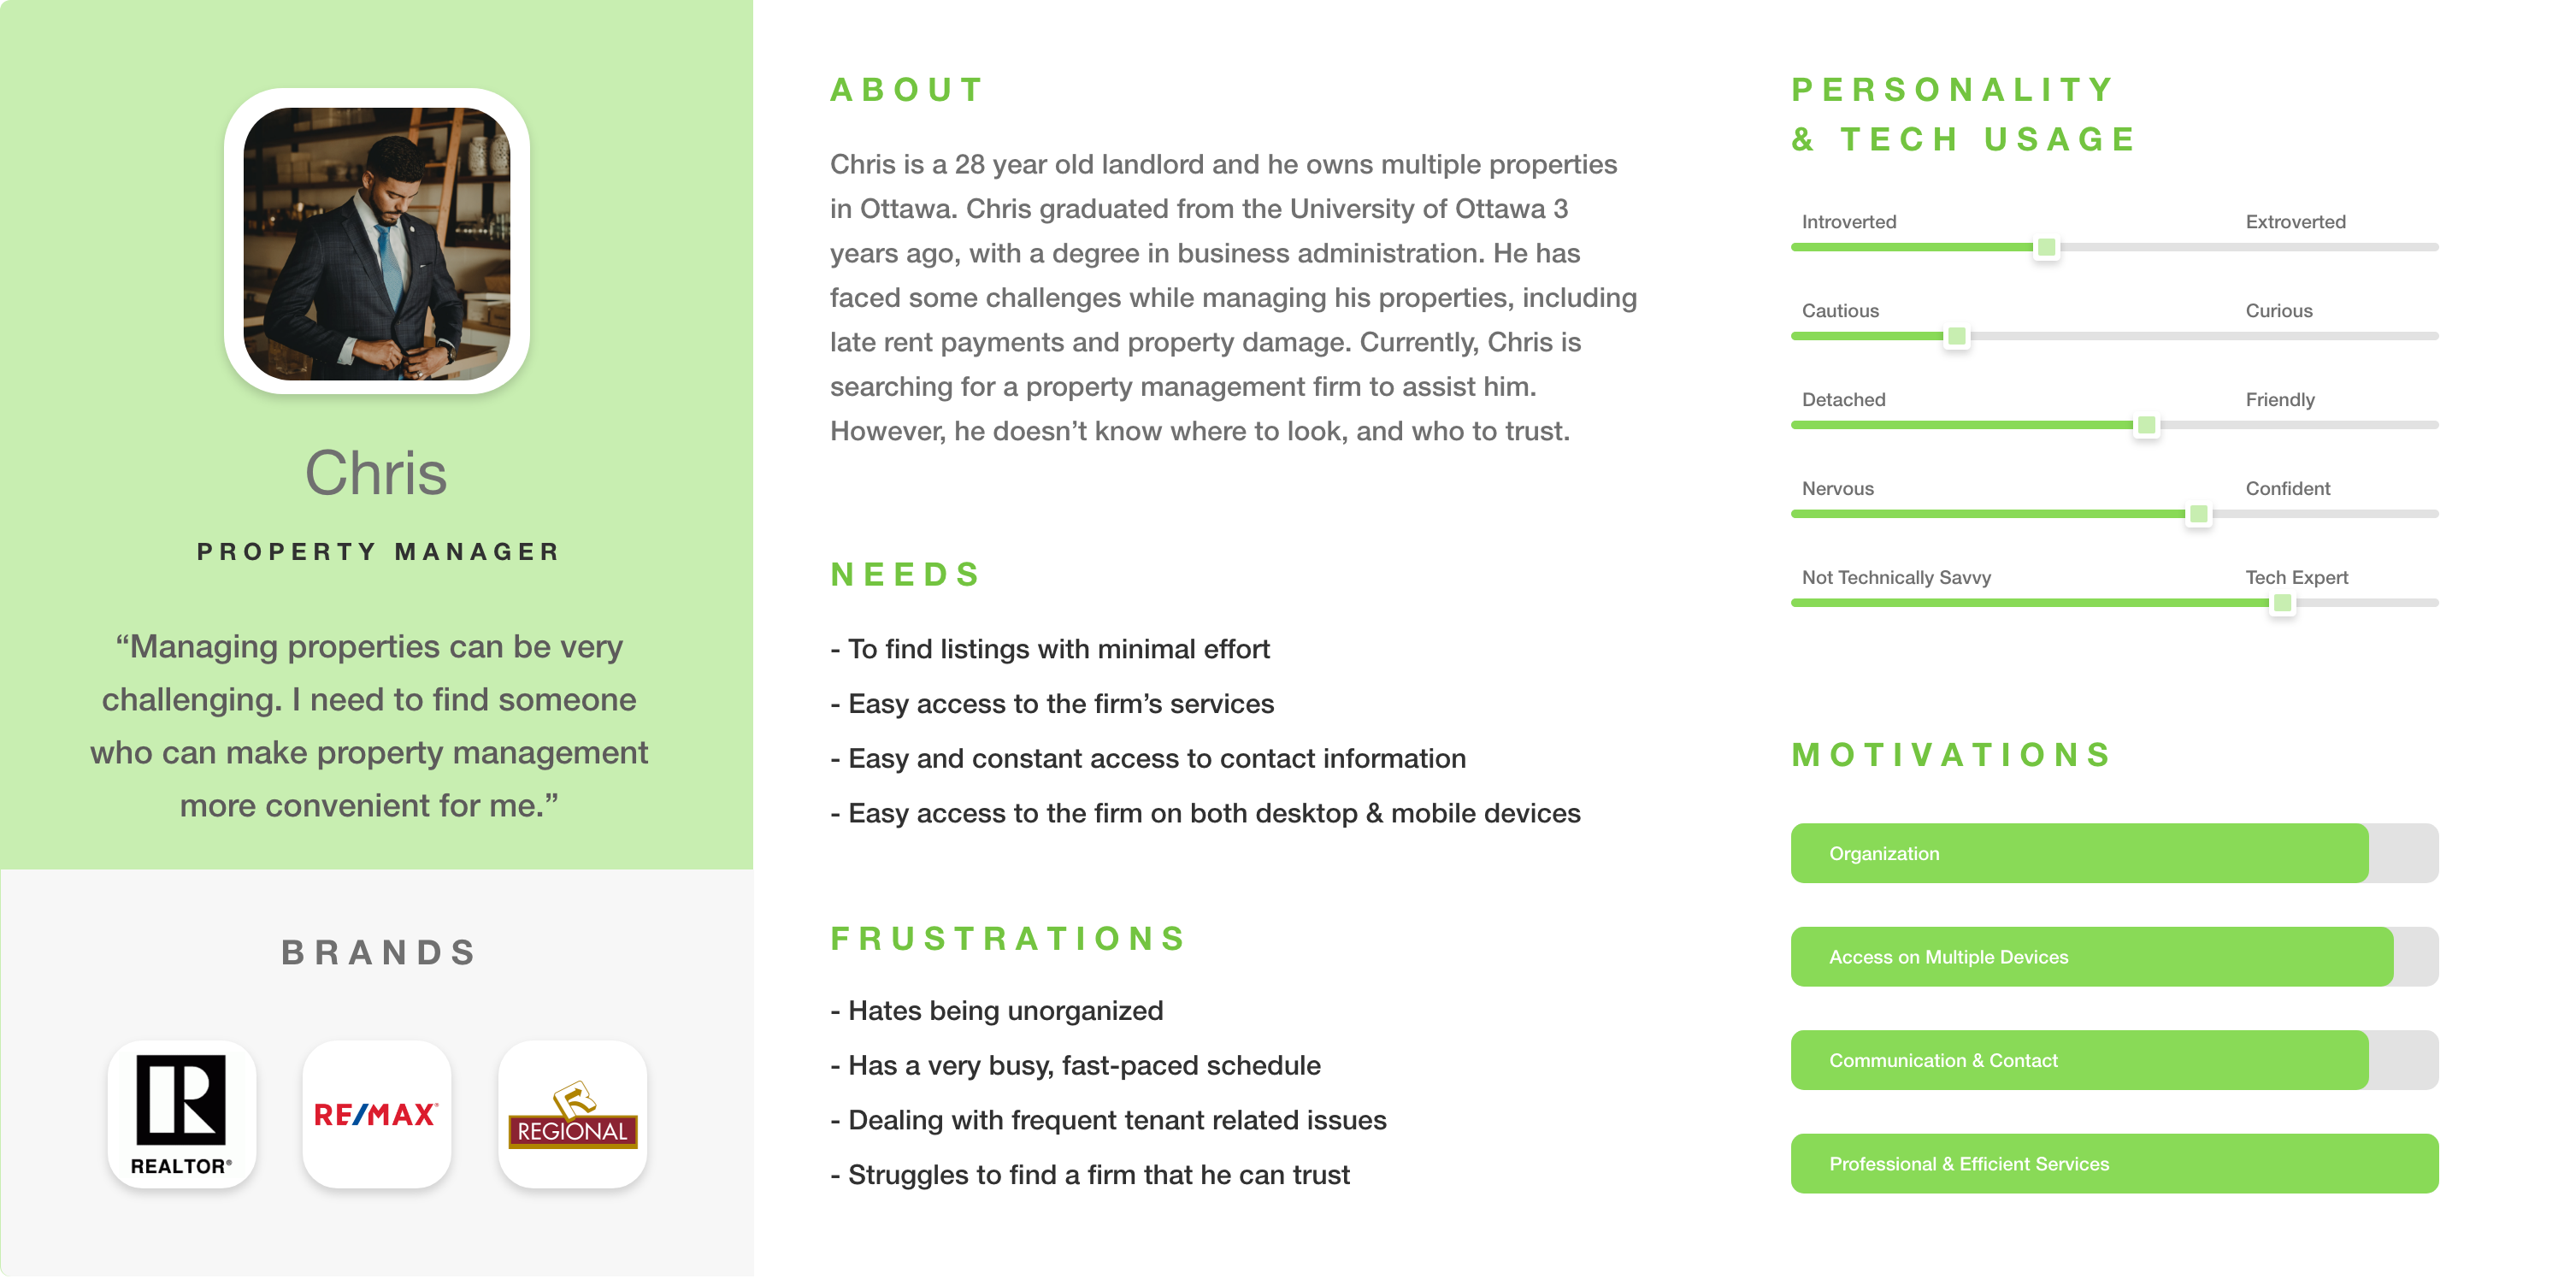 Chris
PROPERTY MANAGER
“Managing properties can be very
challenging. I need to find someone
who can make property management
more convenient for me.”
BRANDS
REALTOR®
RE/MAX®
REGIONAL
ABOUT
Chris is a 28 year old landlord and he owns multiple properties
in Ottawa. Chris graduated from the University of Ottawa 3
years ago, with a degree in business administration. He has
faced some challenges while managing his properties, including
late rent payments and property damage. Currently, Chris is
searching for a property management firm to assist him.
However, he doesn’t know where to look, and who to trust.
NEEDS
- To find listings with minimal effort
- Easy access to the firm’s services
- Easy and constant access to contact information
- Easy access to the firm on both desktop & mobile devices
FRUSTRATIONS
- Hates being unorganized
- Has a very busy, fast-paced schedule
- Dealing with frequent tenant related issues
- Struggles to find a firm that he can trust
PERSONALITY
& TECH USAGE
Introverted Extroverted
Cautious Curious
Detached Friendly
Nervous Confident
Not Technically Savvy Tech Expert
MOTIVATIONS
Organization
Access on Multiple Devices
Communication & Contact
Professional & Efficient Services